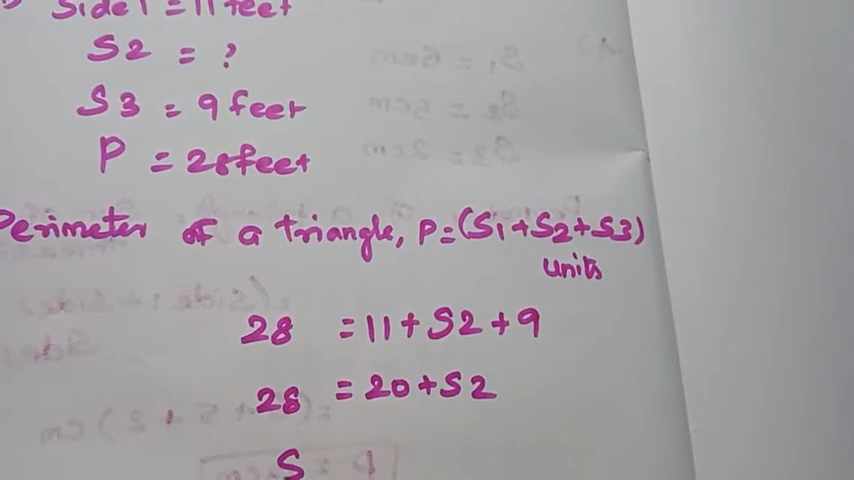 Side 1 = 11 feet
S2 = ?
S3 = 9 feet
P = 28 feet
Perimeter of a triangle, P=(S1+S2+S3)
units
28 = 11 + S2 + 9
28 = 20 + S2
S